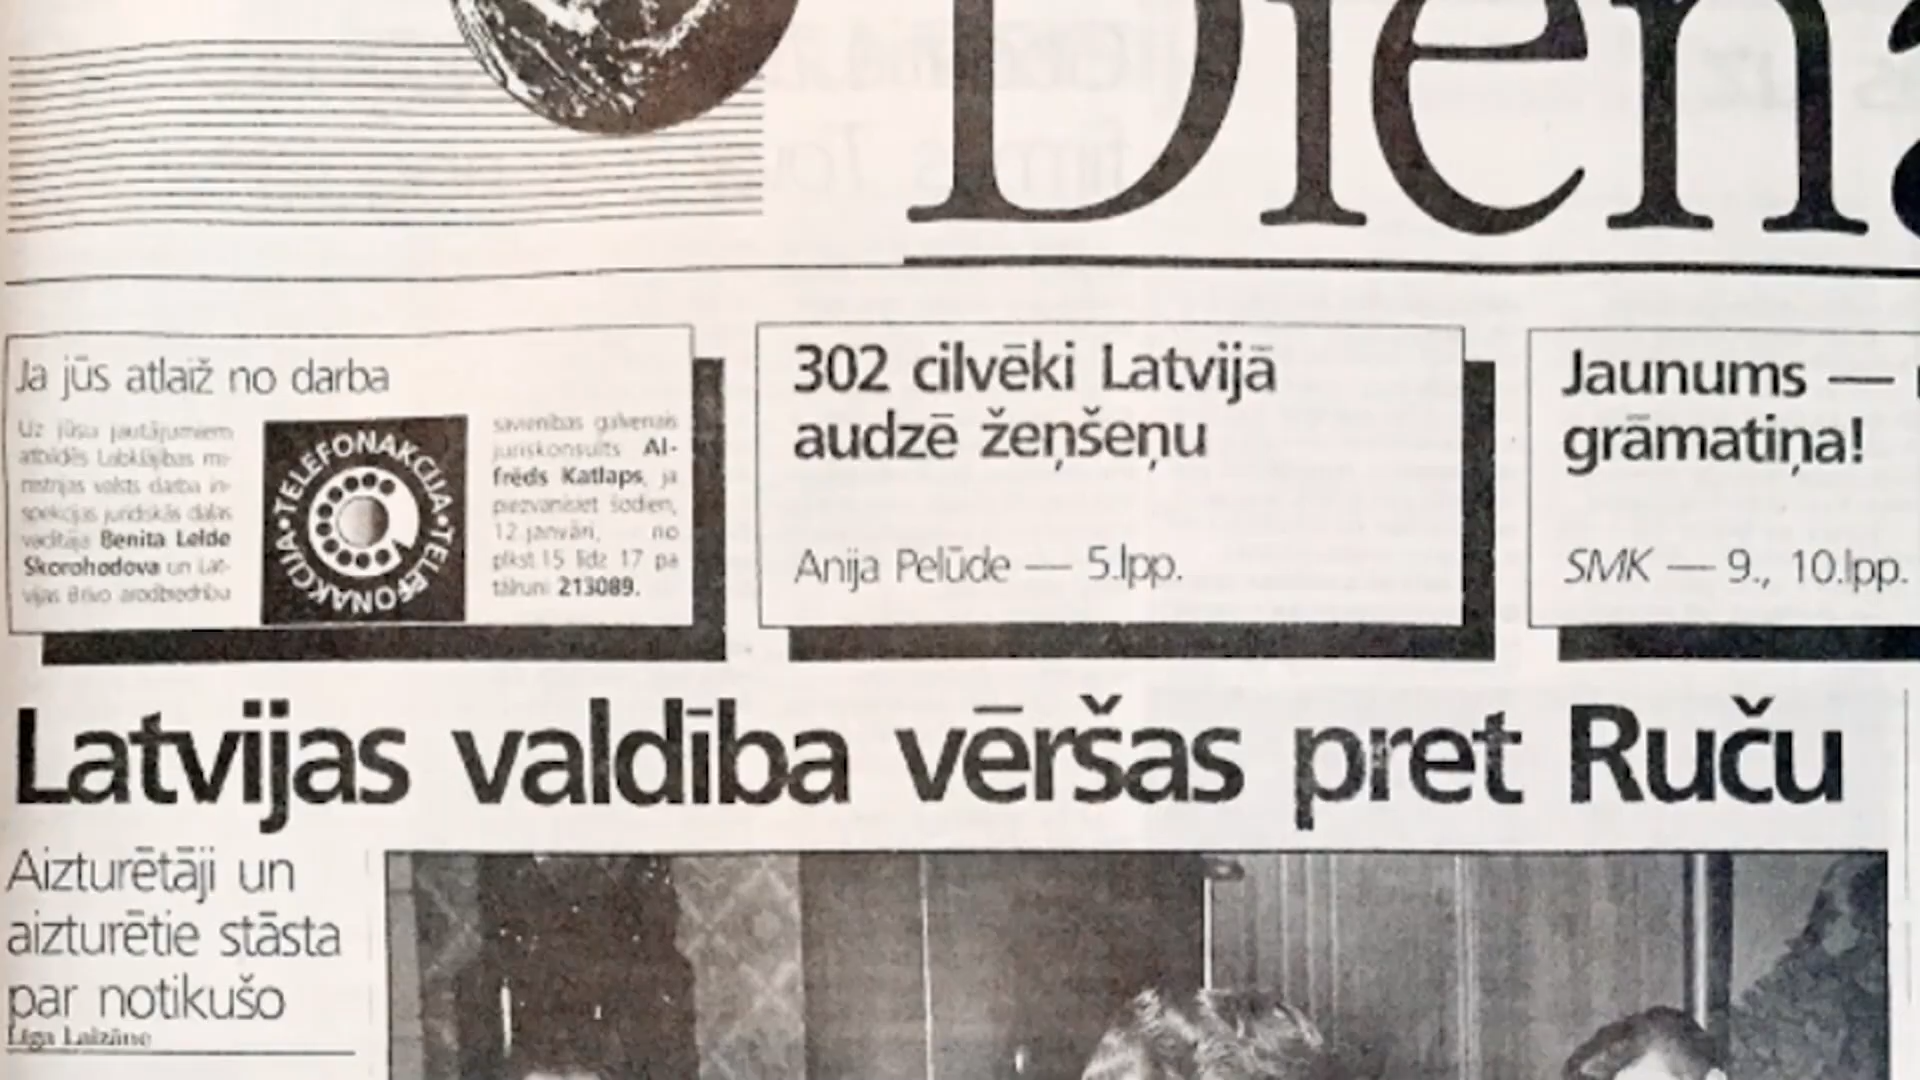 Diena
Ja jūs atlaiž no darba
Uz jūsu jautājumiem
atbildēs Labklājības mi-
nistrijas valsts darba in-
spekcijas juridiskās daļas
vadītāja Benita Lelde
Skorohodova un Lat-
vijas Brīvo arodbiedrību
TELEFONAKCIJA • TELEFONAKCIJA •
savienības galvenais
juriskonsults Al-
frēds Katlaps, ja
piezvanīsiet šodien,
12.janvārī, no
plkst.15 līdz 17 pa
tālruni 213089.
302 cilvēki Latvijā
audzē žeņšeņu
Anija Pelūde — 5.lpp.
Jaunums —
grāmatiņa!
SMK — 9., 10.lpp.
Latvijas valdība vēršas pret Ruču
Aizturētāji un
aizturētie stāsta
par notikušo
Līga Laizāne